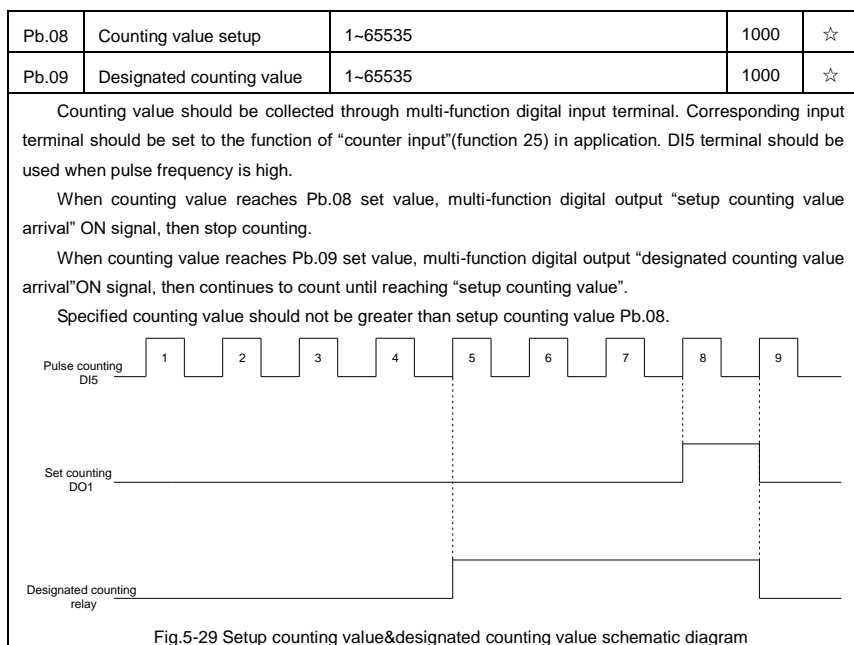 Pb.08 Counting value setup 1~65535 1000 ☆
Pb.09 Designated counting value 1~65535 1000 ☆
Counting value should be collected through multi-function digital input terminal. Corresponding input
terminal should be set to the function of “counter input”(function 25) in application. DI5 terminal should be
used when pulse frequency is high.
When counting value reaches Pb.08 set value, multi-function digital output “setup counting value
arrival” ON signal, then stop counting.
When counting value reaches Pb.09 set value, multi-function digital output “designated counting value
arrival”ON signal, then continues to count until reaching “setup counting value”.
Specified counting value should not be greater than setup counting value Pb.08.
Pulse counting
DI5
1 2 3 4 5 6 7 8 9
Set counting
DO1
Designated counting
relay
Fig.5-29 Setup counting value&designated counting value schematic diagram